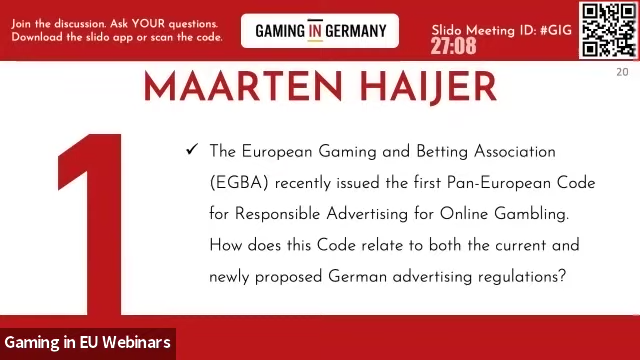 Join the discussion. Ask YOUR questions.
Download the slido app or scan the code.
GAMING IN GERMANY
Slido Meeting ID: #GIG
27:08
20
MAARTEN HAIJER
1
✓ The European Gaming and Betting Association
(EGBA) recently issued the first Pan-European Code
for Responsible Advertising for Online Gambling.
How does this Code relate to both the current and
newly proposed German advertising regulations?
Gaming in EU Webinars